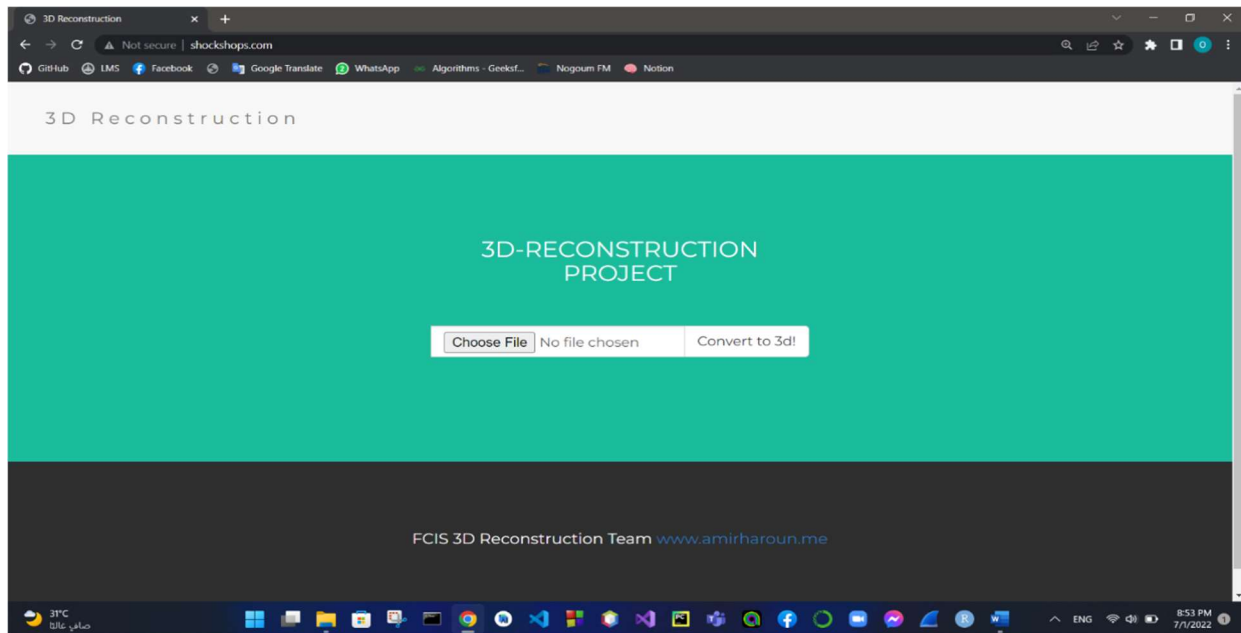 3D Reconstruction
Not secure | shockshops.com
GitHub LMS Facebook Google Translate WhatsApp Algorithms - Geeksf... Nogoum FM Notion
3D Reconstruction
3D-RECONSTRUCTION
PROJECT
Choose File No file chosen Convert to 3d!
FCIS 3D Reconstruction Team www.amirharoun.me
31°C
صافي غالبًا
ENG
8:53 PM
7/1/2022